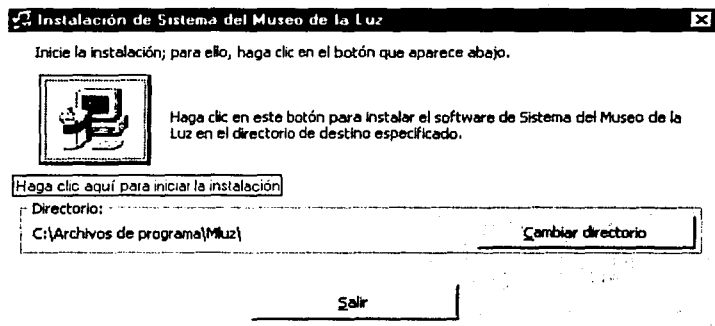 Instalación de Sistema del Museo de la Luz
Inicie la instalación; para ello, haga clic en el botón que aparece abajo.
Haga clic en este botón para instalar el software de Sistema del Museo de la
Luz en el directorio de destino especificado.
Haga clic aquí para iniciar la instalación
Directorio:
C:\Archivos de programa\Mluz\
Cambiar directorio
Salir